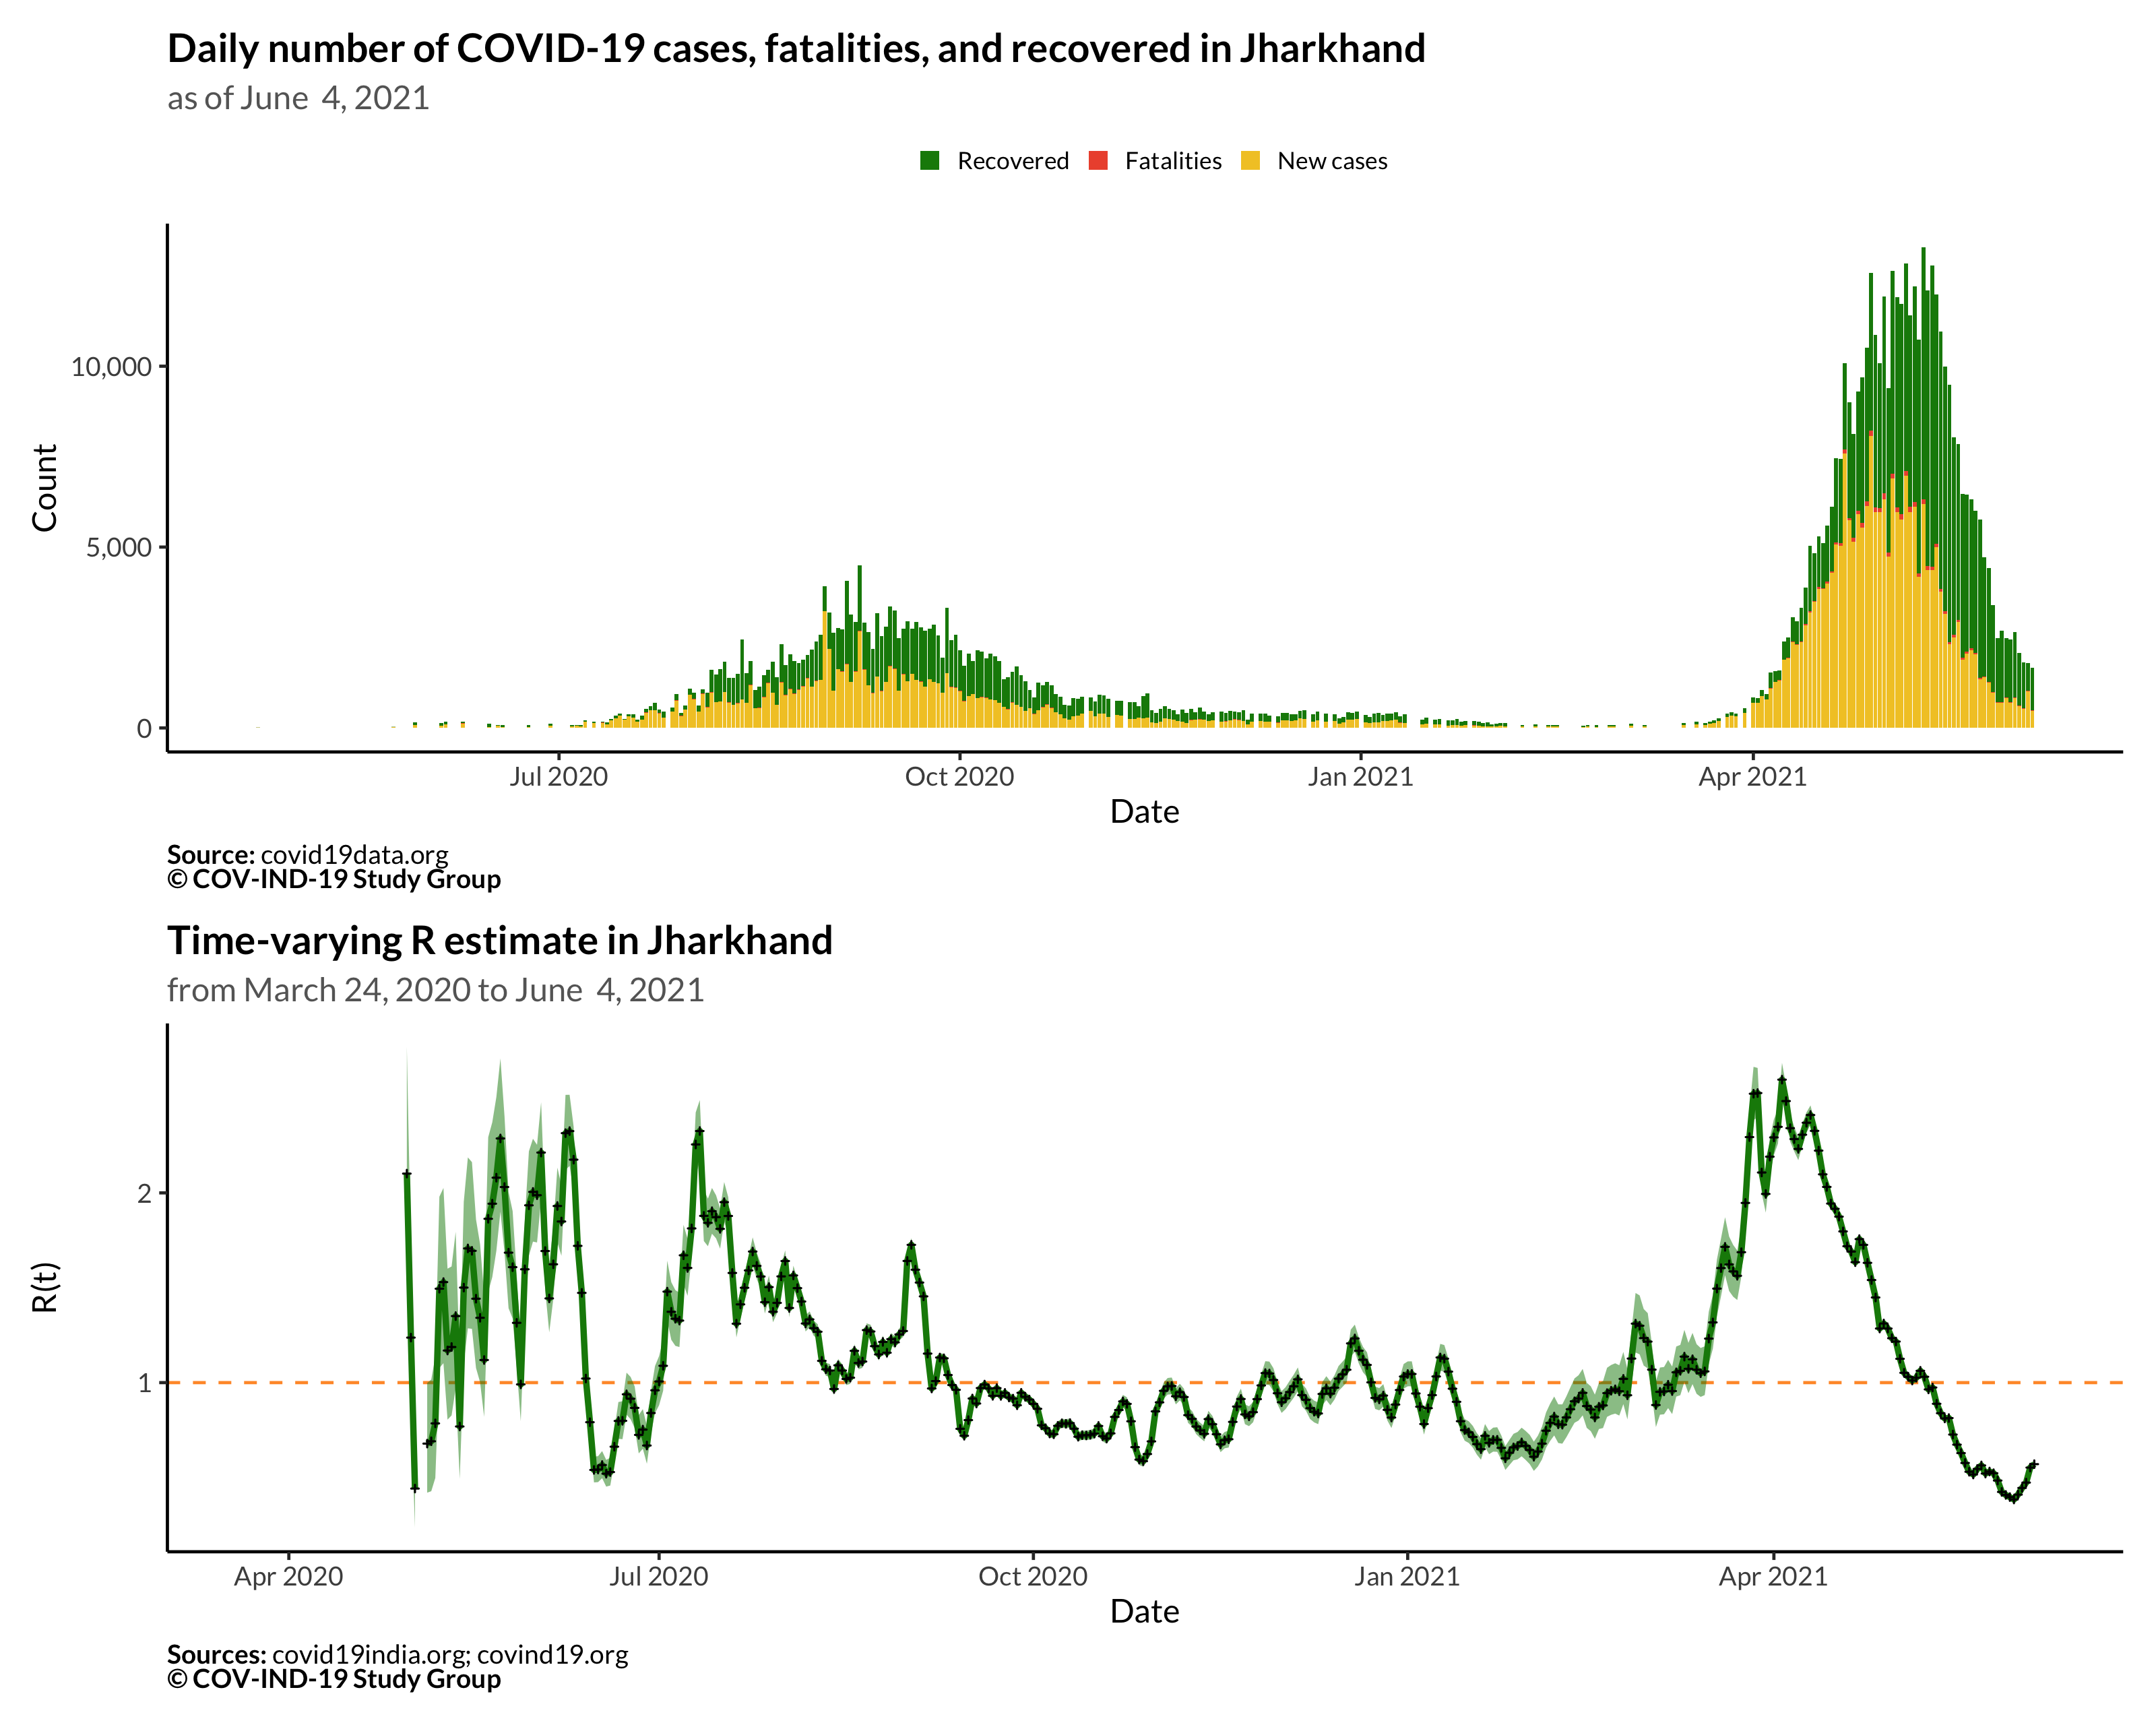 Daily number of COVID-19 cases, fatalities, and recovered in Jharkhand
as of June  4, 2021
Recovered Fatalities New cases
10,000
5,000
0
Count
Jul 2020 Oct 2020 Jan 2021 Apr 2021
Date
Source: covid19data.org
© COV-IND-19 Study Group
Time-varying R estimate in Jharkhand
from March 24, 2020 to June  4, 2021
2
1
R(t)
Apr 2020 Jul 2020 Oct 2020 Jan 2021 Apr 2021
Date
Sources: covid19india.org; covind19.org
© COV-IND-19 Study Group